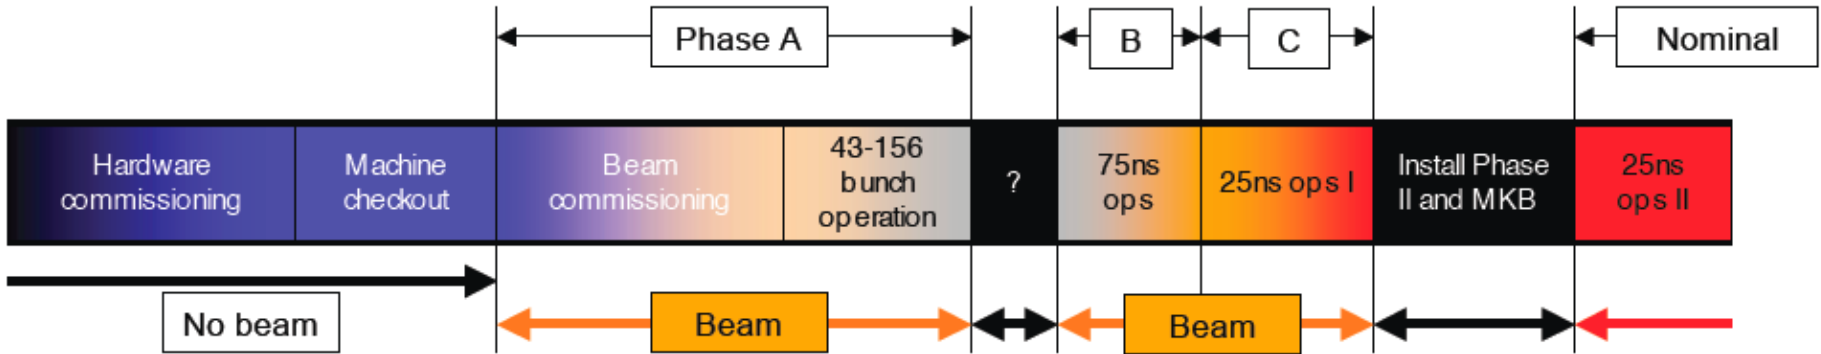 Phase A
B
C
Nominal
Hardware
commissioning
Machine
checkout
Beam
commissioning
43-156
bunch
operation
?
75ns
ops
25ns ops I
Install Phase
II and MKB
25ns
ops II
No beam
Beam
Beam